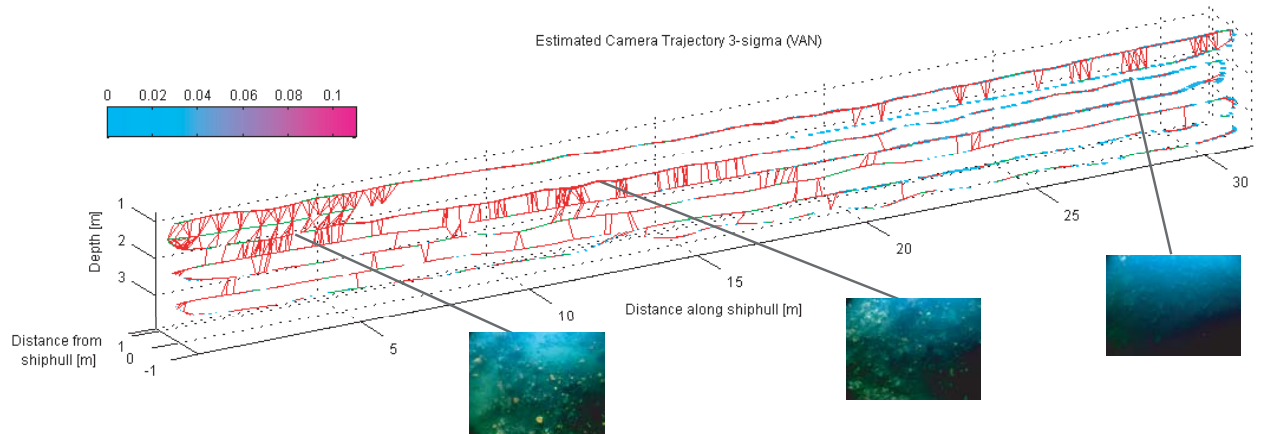 Estimated Camera Trajectory 3-sigma (VAN)
0 0.02 0.04 0.06 0.08 0.1
1
2
3
Depth [m]
Distance from
shiphull [m]
1
0
-1
5
10
15
20
25
30
Distance along shiphull [m]